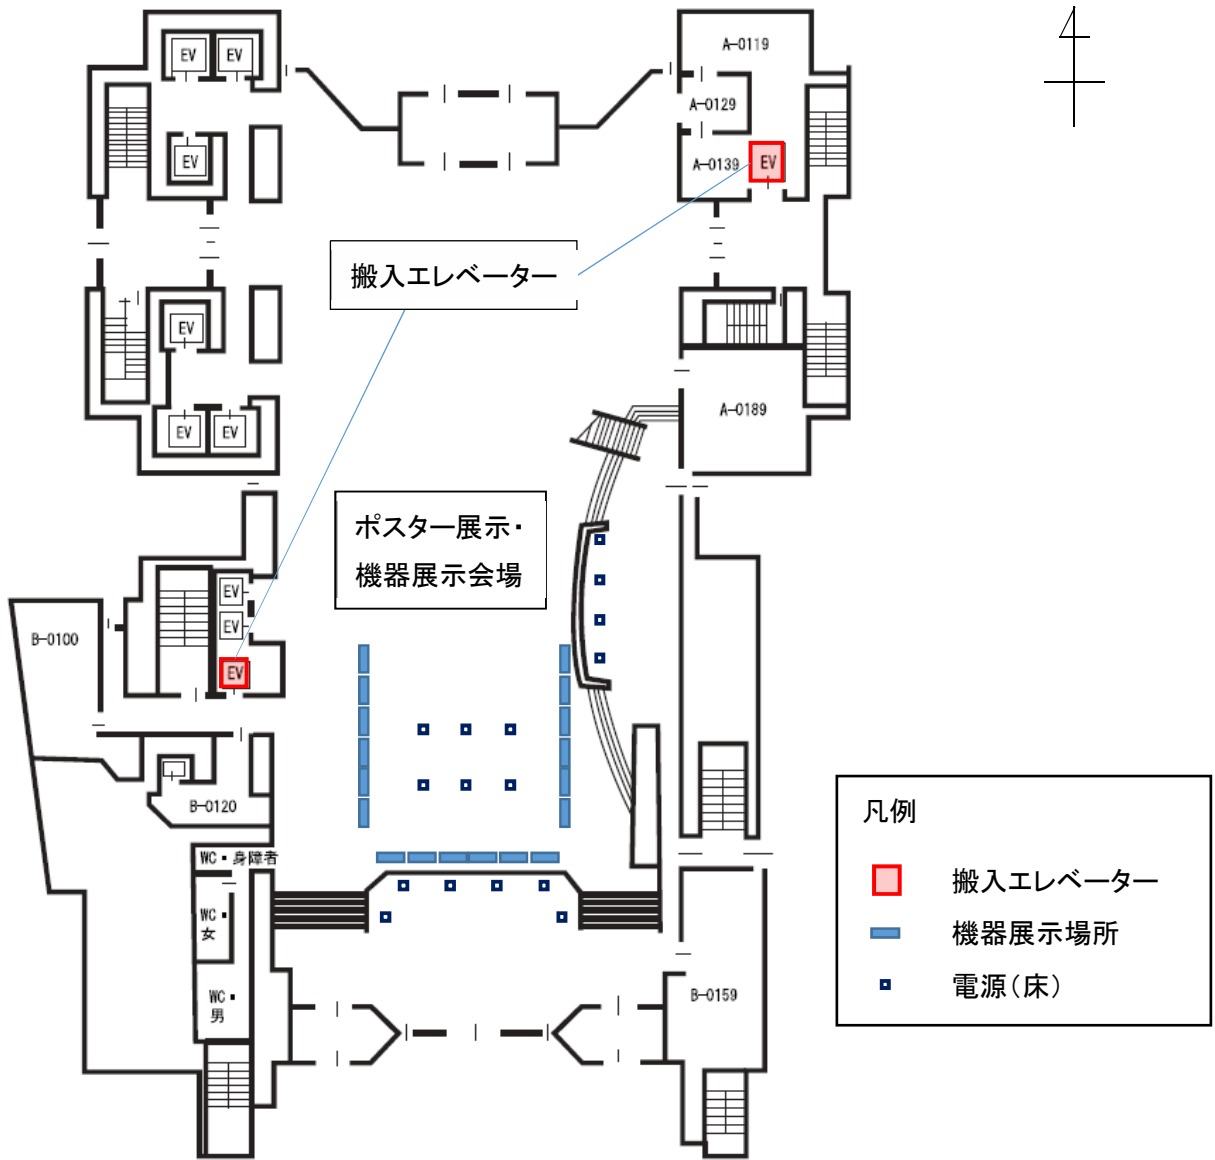 EV EV
A-0119
A-0129
EV
A-0139
EV
搬入エレベーター
EV
EV EV
A-0189
ポスター展示・
機器展示会場
EV
EV
EV
B-0100
B-0120
WC・身障者
WC・
女
WC・
男
B-0159
凡例
搬入エレベーター
機器展示場所
電源(床)